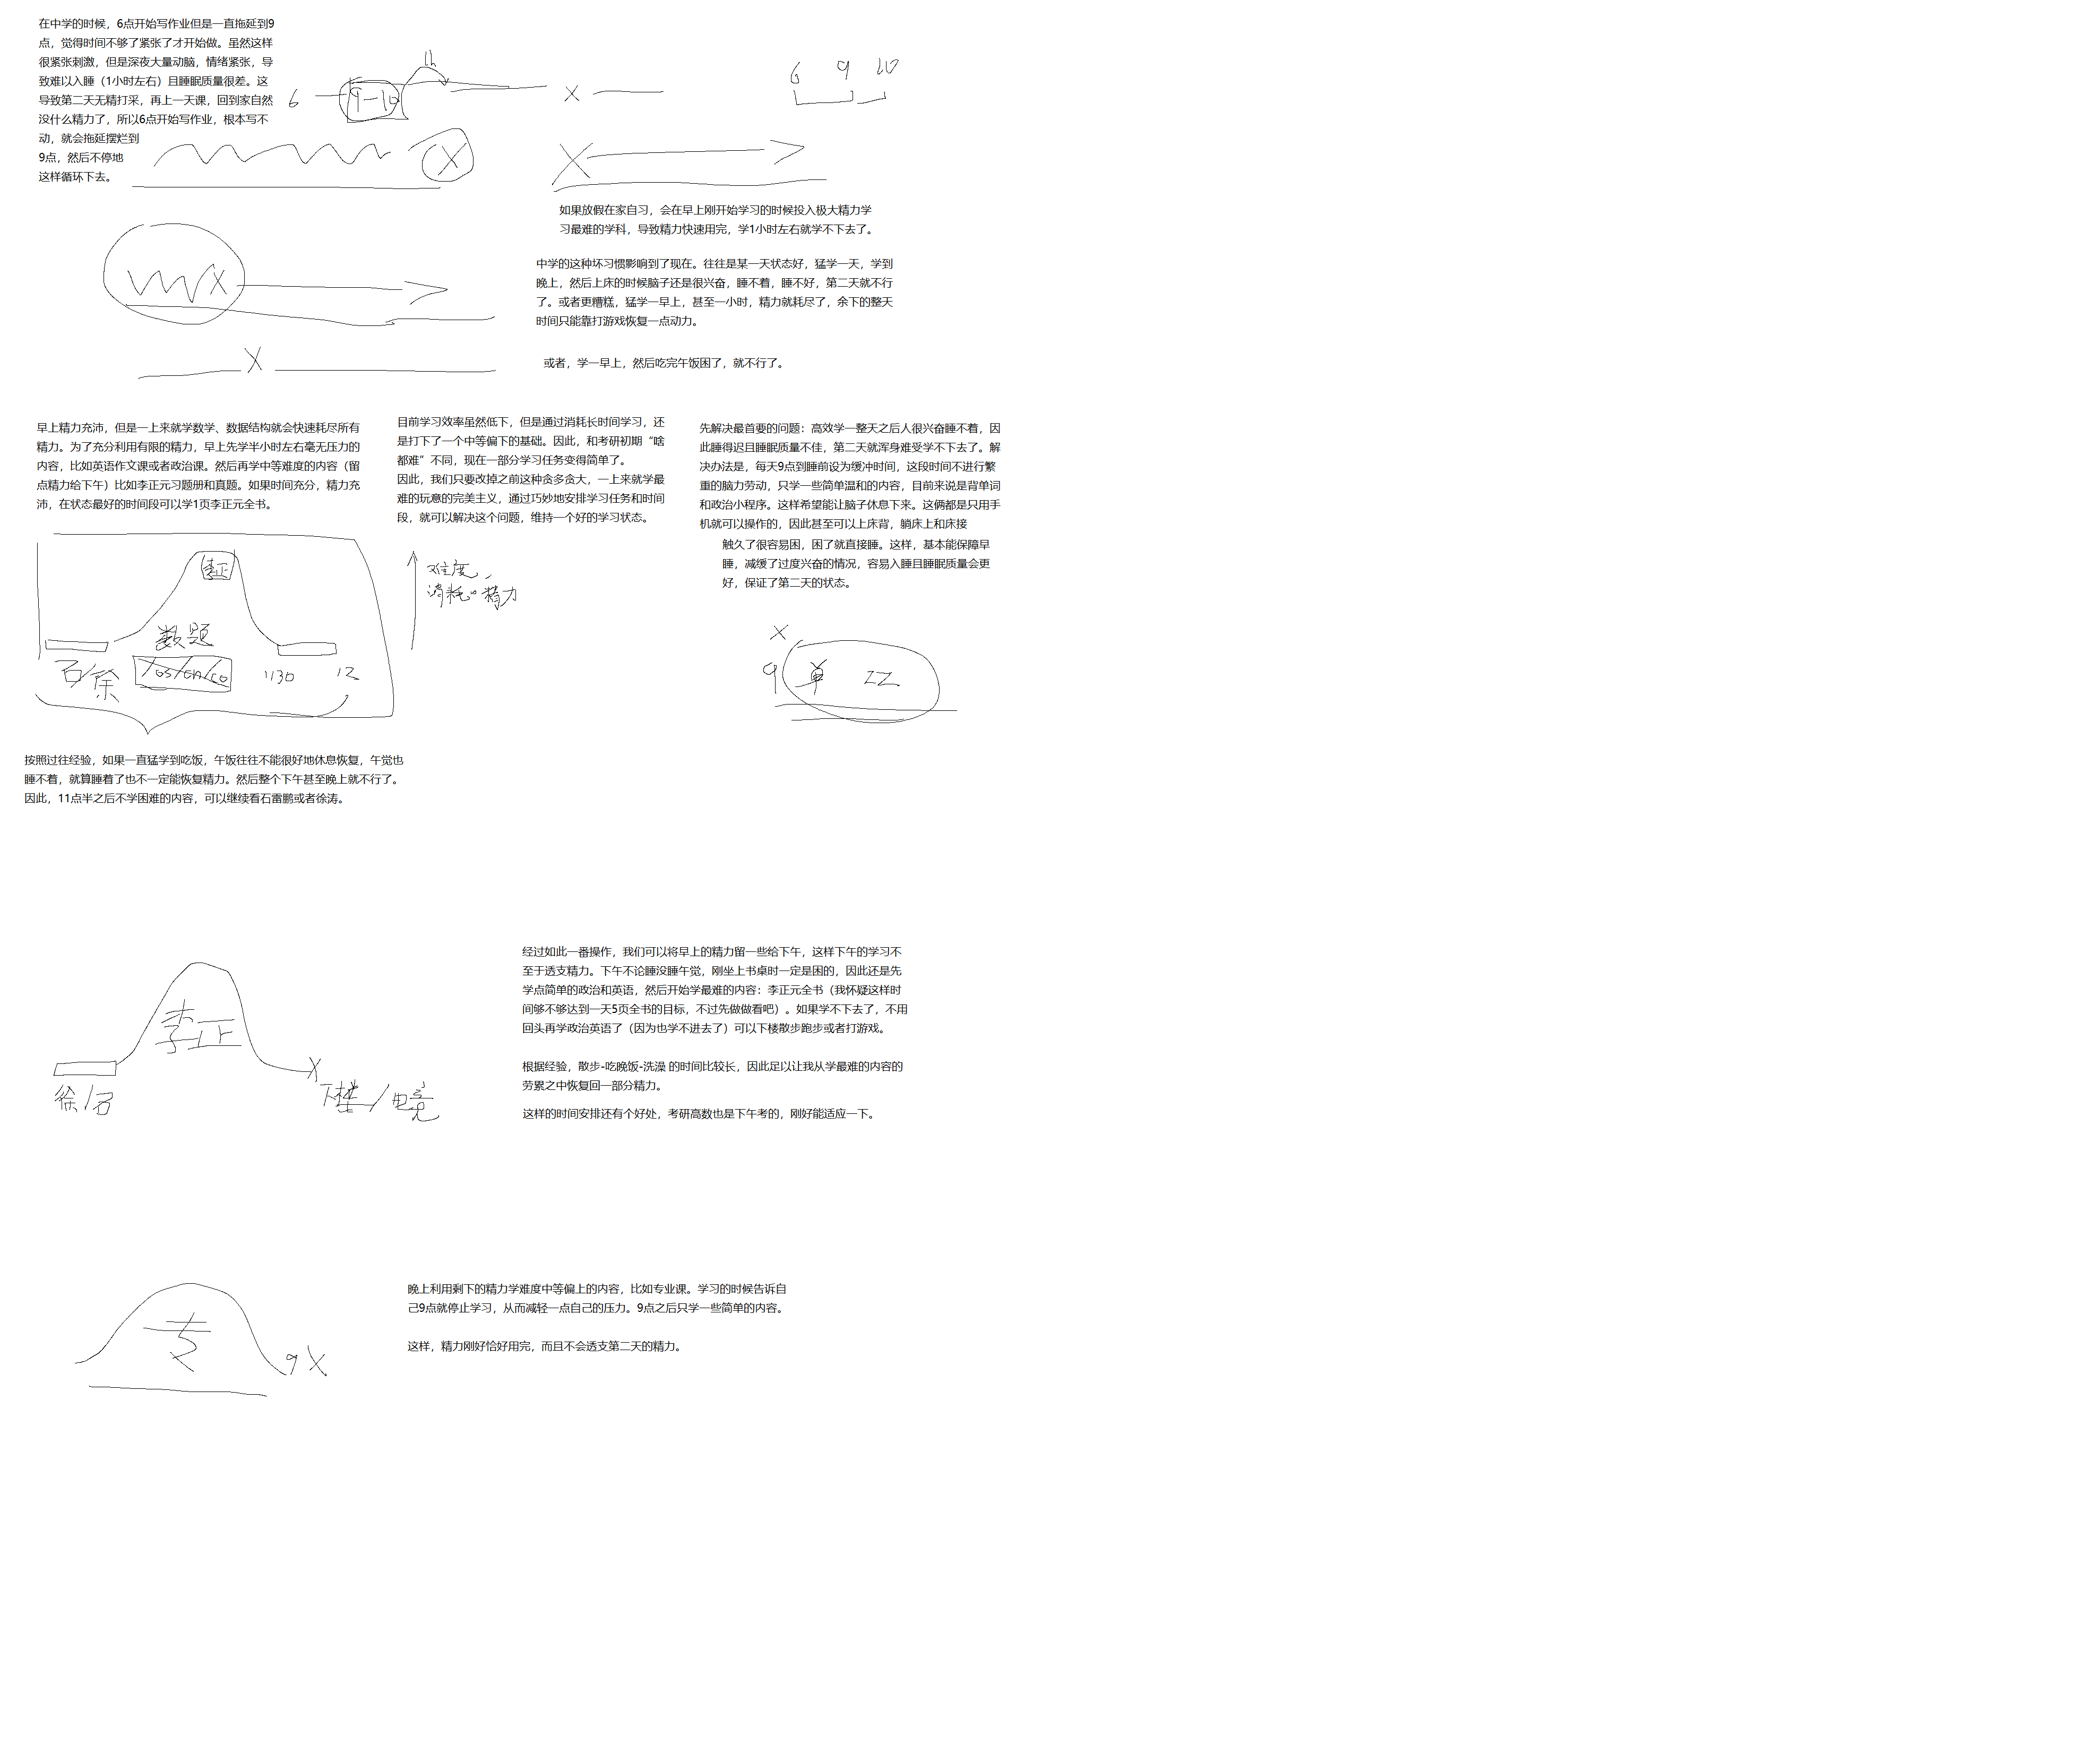 在中学的时候，6点开始写作业但是一直拖延到9
点，觉得时间不够了紧张了才开始做。虽然这样
很紧张刺激，但是深夜大量动脑，情绪紧张，导
致难以入睡（1小时左右）且睡眠质量很差。这
导致第二天无精打采，再上一天课，回到家自然
没什么精力了，所以6点开始写作业，根本写不
动，就会拖延摆烂到
9点，然后不停地
这样循环下去。
1h
6
9-10
X
6 9 10
X
X
如果放假在家自习，会在早上刚开始学习的时候投入极大精力学
习最难的学科，导致精力快速用完，学1小时左右就学不下去了。
X
中学的这种坏习惯影响到了现在。往往是某一天状态好，猛学一天，学到
晚上，然后上床的时候脑子还是很兴奋，睡不着，睡不好，第二天就不行
了。或者更糟糕，猛学一早上，甚至一小时，精力就耗尽了，余下的整天
时间只能靠打游戏恢复一点动力。
X
或者，学一早上，然后吃完午饭困了，就不行了。
早上精力充沛，但是一上来就学数学、数据结构就会快速耗尽所有
精力。为了充分利用有限的精力，早上先学半小时左右毫无压力的
内容，比如英语作文课或者政治课。然后再学中等难度的内容（留
点精力给下午）比如李正元习题册和真题。如果时间充分，精力充
沛，在状态最好的时间段可以学1页李正元全书。
目前学习效率虽然低下，但是通过消耗长时间学习，还
是打下了一个中等偏下的基础。因此，和考研初期“啥
都难”不同，现在一部分学习任务变得简单了。
因此，我们只要改掉之前这种贪多贪大，一上来就学最
难的玩意的完美主义，通过巧妙地安排学习任务和时间
段，就可以解决这个问题，维持一个好的学习状态。
先解决最首要的问题：高效学一整天之后人很兴奋睡不着，因
此睡得迟且睡眠质量不佳，第二天就浑身难受学不下去了。解
决办法是，每天9点到睡前设为缓冲时间，这段时间不进行繁
重的脑力劳动，只学一些简单温和的内容，目前来说是背单词
和政治小程序。这样希望能让脑子休息下来。这俩都是只用手
机就可以操作的，因此甚至可以上床背，躺床上和床接
触久了很容易困，困了就直接睡。这样，基本能保障早
睡，减缓了过度兴奋的情况，容易入睡且睡眠质量会更
好，保证了第二天的状态。
李正
数题
石/徐
/os/cn/co
1130
12
难度，
消耗的精力
X
9
ZZ
按照过往经验，如果一直猛学到吃饭，午饭往往不能很好地休息恢复，午觉也
睡不着，就算睡着了也不一定能恢复精力。然后整个下午甚至晚上就不行了。
因此，11点半之后不学困难的内容，可以继续看石雷鹏或者徐涛。
李正
徐/石
X
下楼/电竞
经过如此一番操作，我们可以将早上的精力留一些给下午，这样下午的学习不
至于透支精力。下午不论睡没睡午觉，刚坐上书桌时一定是困的，因此还是先
学点简单的政治和英语，然后开始学最难的内容：李正元全书（我怀疑这样时
间够不够达到一天5页全书的目标，不过先做做看吧）。如果学不下去了，不用
回头再学政治英语了（因为也学不进去了）可以下楼散步跑步或者打游戏。
根据经验，散步-吃晚饭-洗澡 的时间比较长，因此足以让我从学最难的内容的
劳累之中恢复回一部分精力。
这样的时间安排还有个好处，考研高数也是下午考的，刚好能适应一下。
专
9 X
晚上利用剩下的精力学难度中等偏上的内容，比如专业课。学习的时候告诉自
己9点就停止学习，从而减轻一点自己的压力。9点之后只学一些简单的内容。
这样，精力刚好恰好用完，而且不会透支第二天的精力。